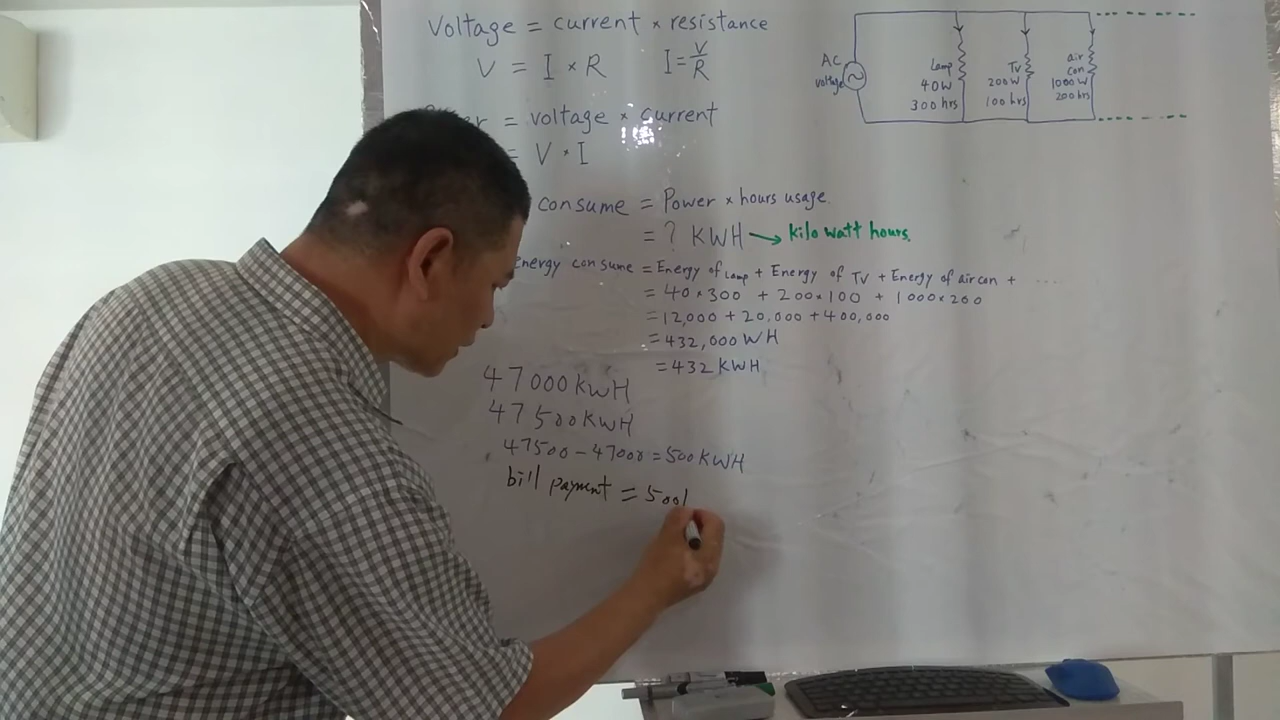 Voltage = current × resistance
V = I × R I = V/R
= voltage × current
= V × I
consume = Power × hours usage.
= ? KWH → kilo watt hours.
energy consume = Energy of Lamp + Energy of TV + Energy of air con + ....
= 40×300 + 200×100 + 1000×200
= 12,000 + 20,000 + 400,000
= 432,000 WH
= 432 KWH
47000 KWH
47500 KWH
47500 - 47000 = 500 KWH
bill payment = 500
AC voltage
Lamp
40W
300 hrs
TV
200W
100 hrs
air
con
1000W
200 hrs